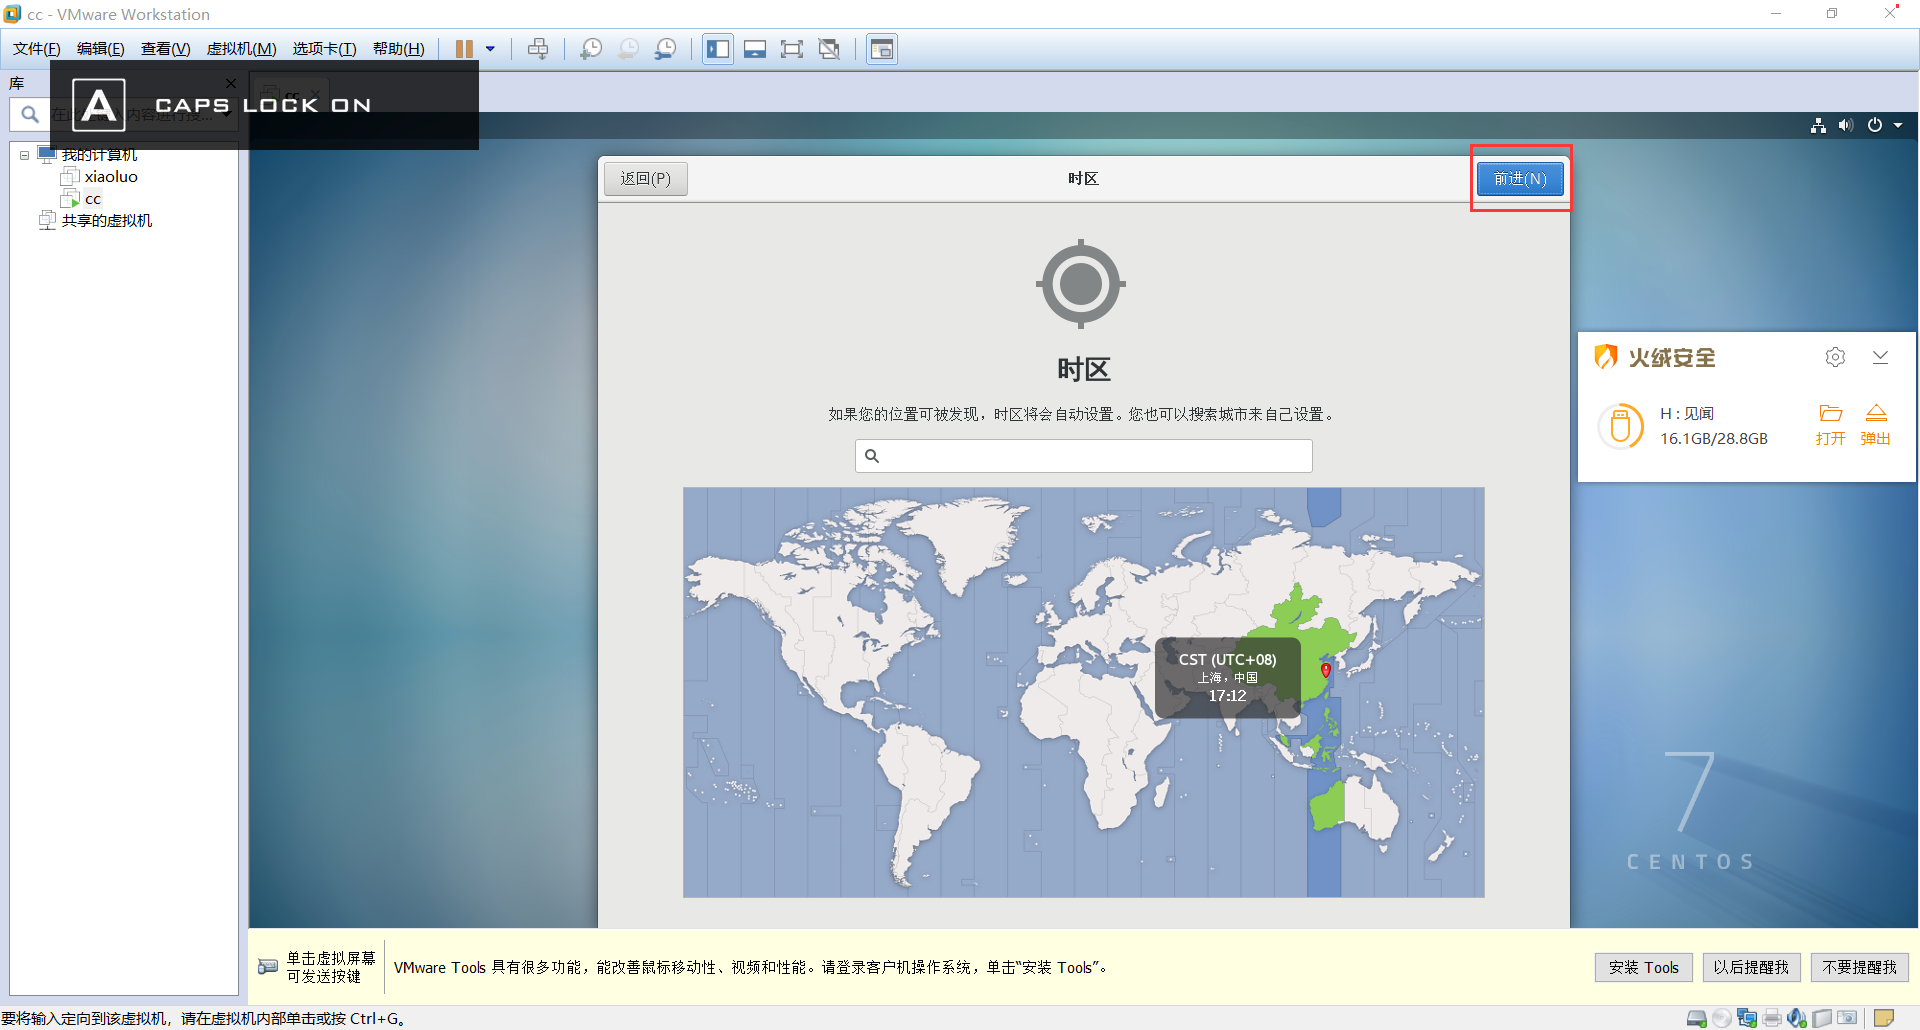 cc - VMware Workstation
文件(F) 编辑(E) 查看(V) 虚拟机(M) 选项卡(T) 帮助(H)
库
A CAPS LOCK ON
cc
我的计算机
xiaoluo
cc
共享的虚拟机
返回(P)
时区
前进(N)
时区
如果您的位置可被发现，时区将会自动设置。您也可以搜索城市来自己设置。
CST (UTC+08)
上海，中国
17:12
火绒安全
H : 见闻
16.1GB/28.8GB
打开
弹出
7
CENTOS
单击虚拟屏幕
可发送按键
VMware Tools 具有很多功能，能改善鼠标移动性、视频和性能。请登录客户机操作系统，单击“安装 Tools”。
安装 Tools
以后提醒我
不要提醒我
要将输入定向到该虚拟机，请在虚拟机内部单击或按 Ctrl+G。